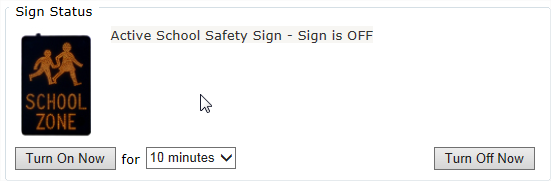 Sign Status
Active School Safety Sign - Sign is OFF
SCHOOL
ZONE
Turn On Now for 10 minutes Turn Off Now